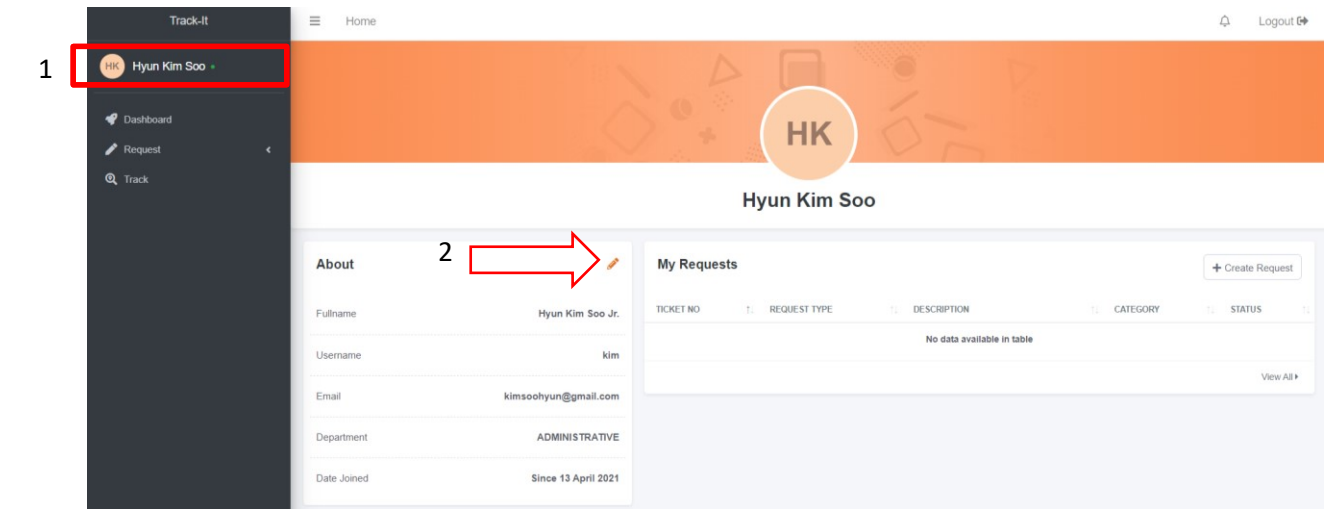 Track-It
Home
Logout
1
HK Hyun Kim Soo
Dashboard
Request
Track
HK
Hyun Kim Soo
About
2
Fullname Hyun Kim Soo Jr.
Username kim
Email kimsoohyun@gmail.com
Department ADMINISTRATIVE
Date Joined Since 13 April 2021
My Requests
+ Create Request
TICKET NO REQUEST TYPE DESCRIPTION CATEGORY STATUS
No data available in table
View All